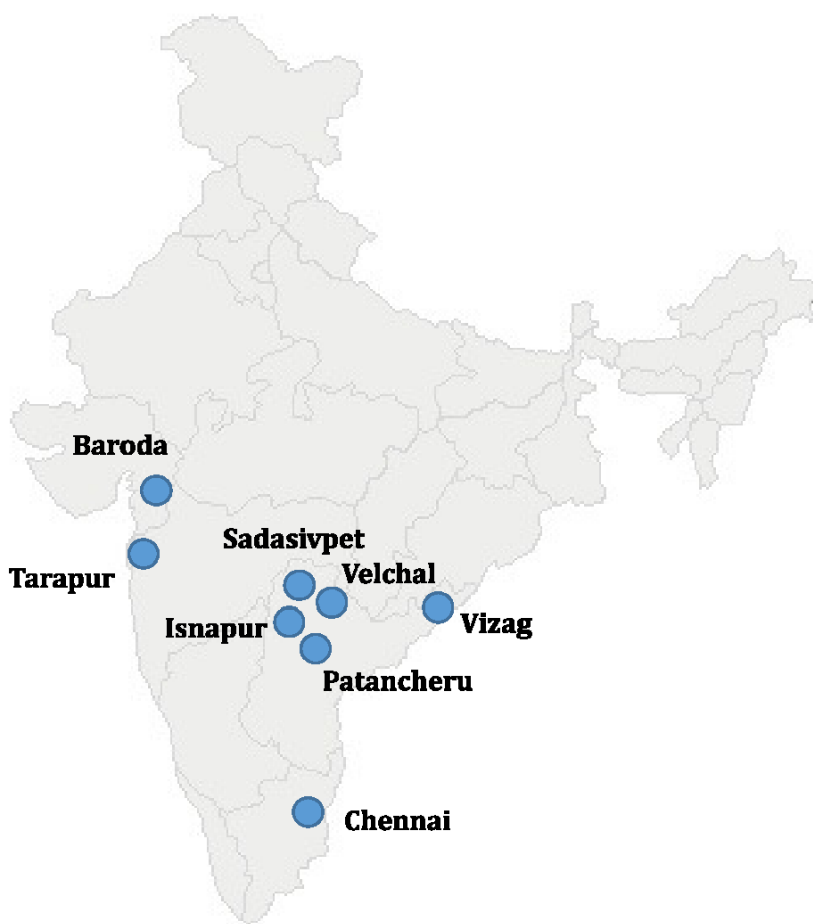 Baroda
Sadasivpet
Velchal
Tarapur
Isnapur
Vizag
Patancheru
Chennai